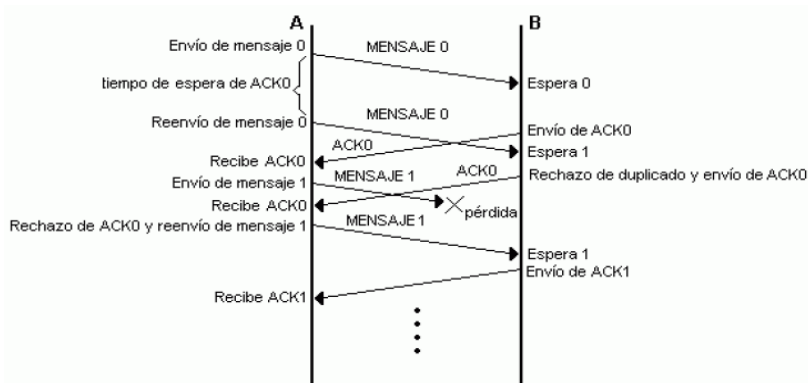 A B
Envío de mensaje 0
MENSAJE 0
tiempo de espera de ACK0
Espera 0
Reenvío de mensaje 0
MENSAJE 0
Envío de ACK0
ACK0
Espera 1
Recibe ACK0
MENSAJE 1
ACK0
Rechazo de duplicado y envío de ACK0
Envío de mensaje 1
Recibe ACK0
pérdida
Rechazo de ACK0 y reenvío de mensaje 1
MENSAJE 1
Espera 1
Envío de ACK1
Recibe ACK1